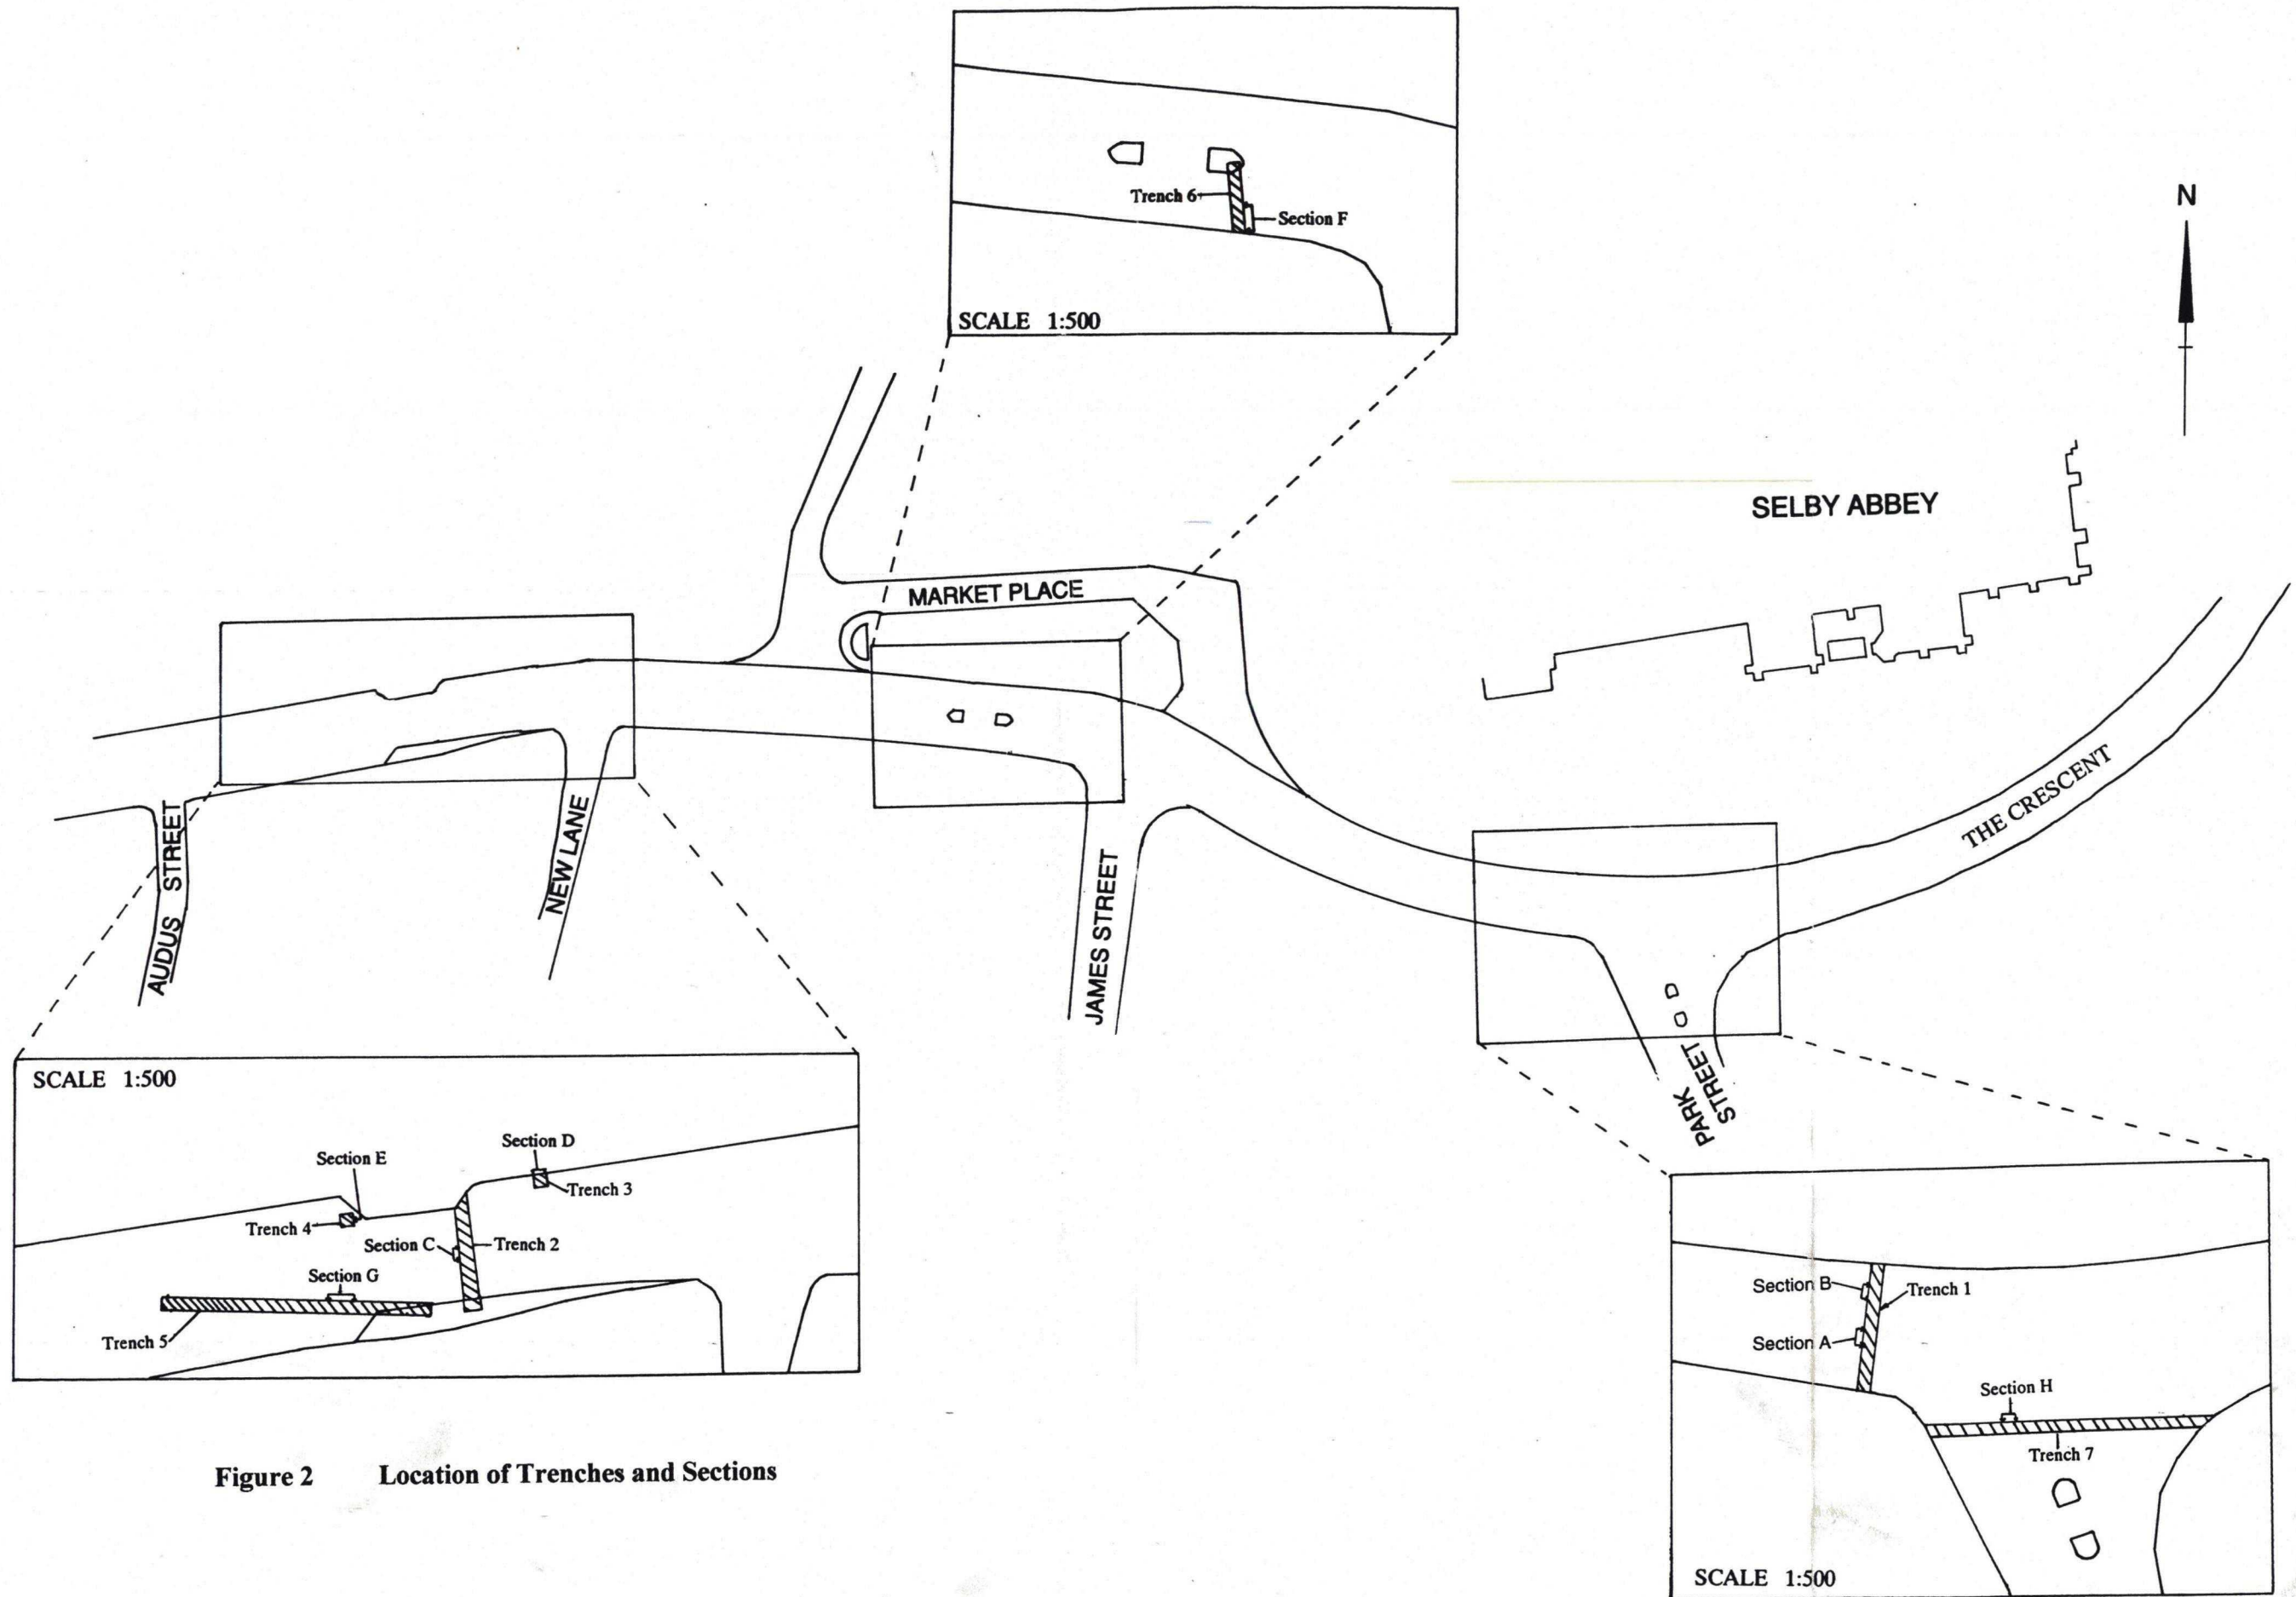 Trench 6
Section F
SCALE 1:500
N
SELBY ABBEY
MARKET PLACE
THE CRESCENT
AUDUS STREET
NEW LANE
JAMES STREET
PARK
STREET
SCALE 1:500
Section D
Section E
Trench 3
Trench 4
Section C
Trench 2
Section G
Trench 5
Section B
Trench 1
Section A
Section H
Trench 7
SCALE 1:500
Figure 2 Location of Trenches and Sections